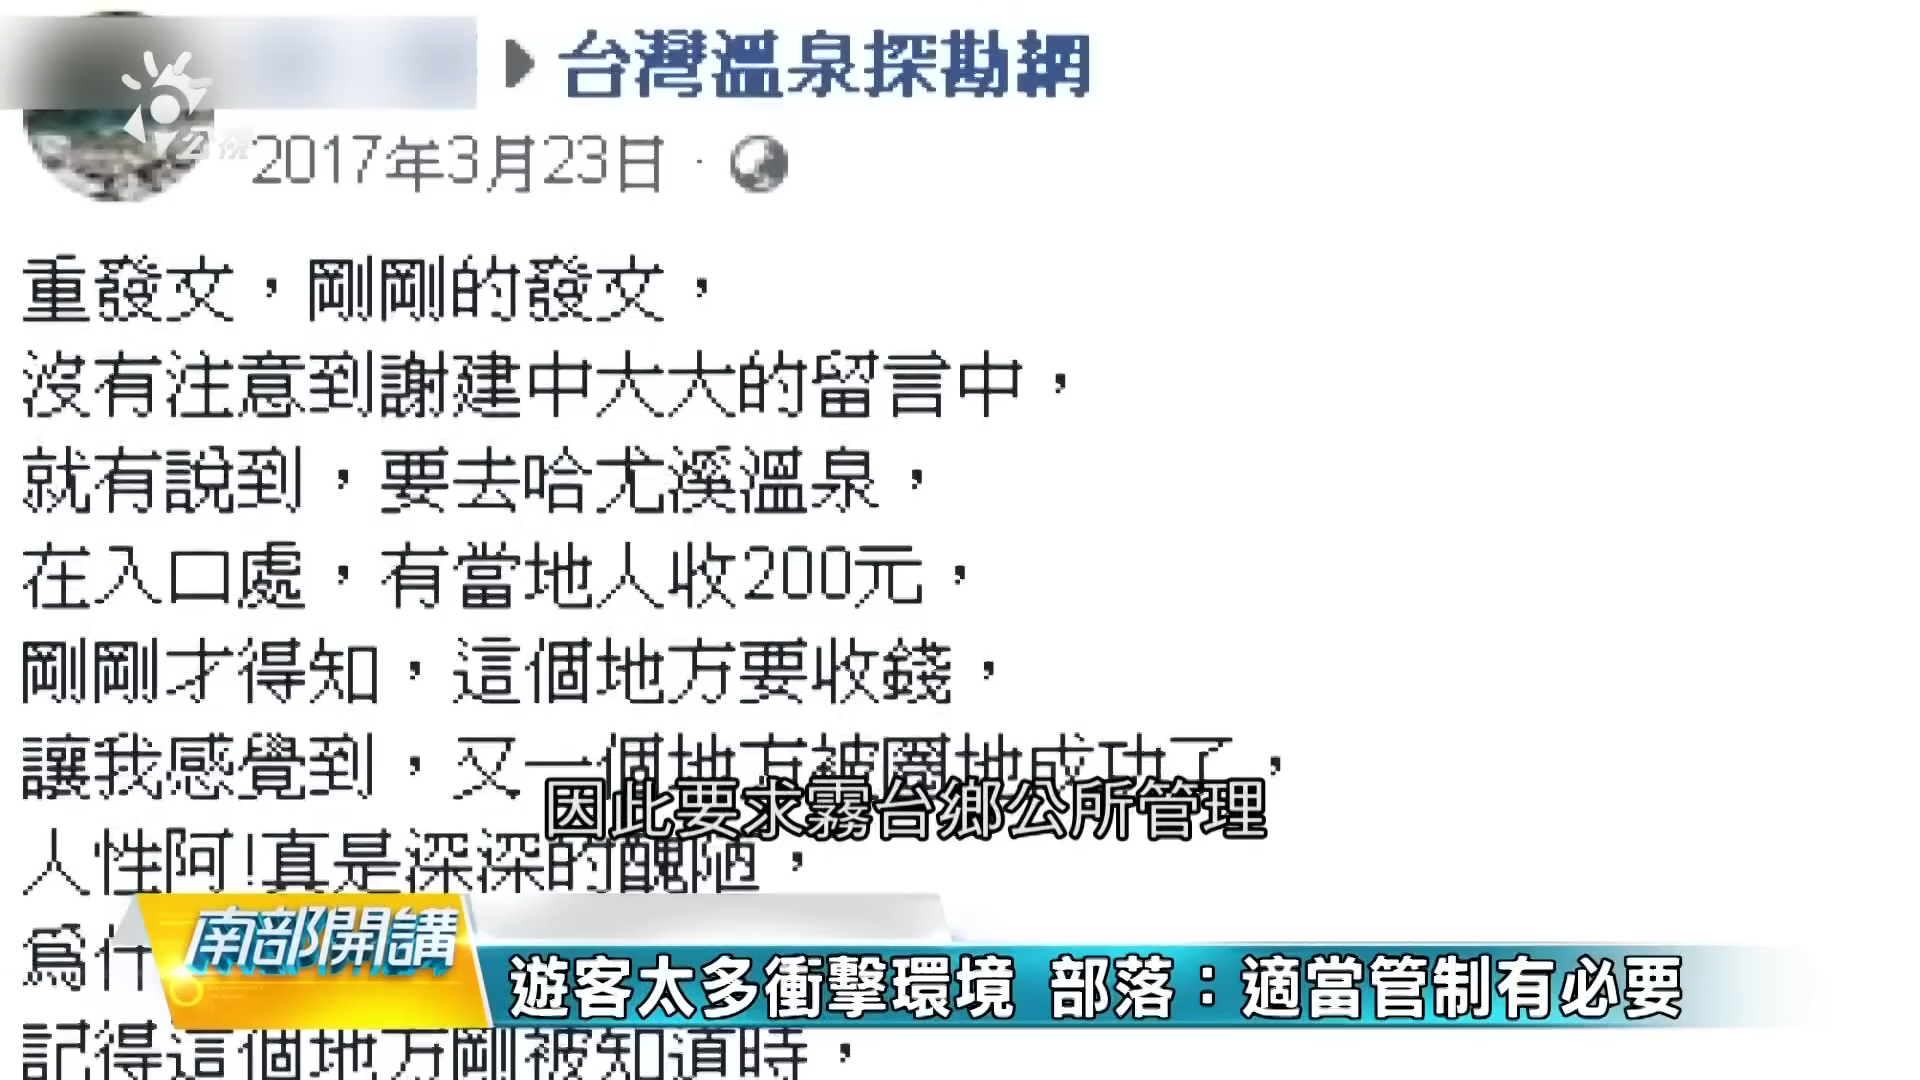 台灣溫泉探勘網
公視
2017年3月23日
重發文，剛剛的發文，
沒有注意到謝建中大大的留言中，
就有說到，要去哈尤溪溫泉，
在入口處，有當地人收200元，
剛剛才得知，這個地方要收錢，
讓我感覺到，又一個地方被圈地成功了，
因此要求霧台鄉公所管理
人性阿!真是深深的醜陋，
為什
南部開講
遊客太多衝擊環境 部落：適當管制有必要
記得這個地方剛被知道時，